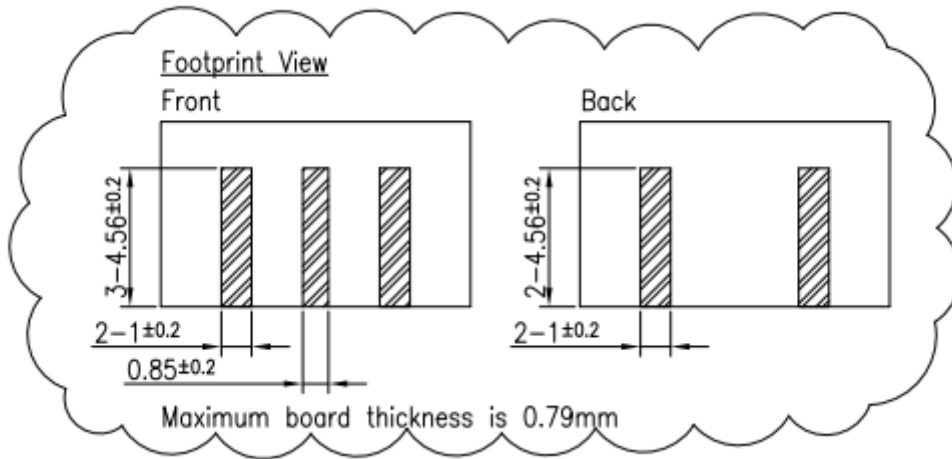 Footprint View
Front
Back
3-4.56±0.2
2-4.56±0.2
2-1±0.2
2-1±0.2
0.85±0.2
Maximum board thickness is 0.79mm